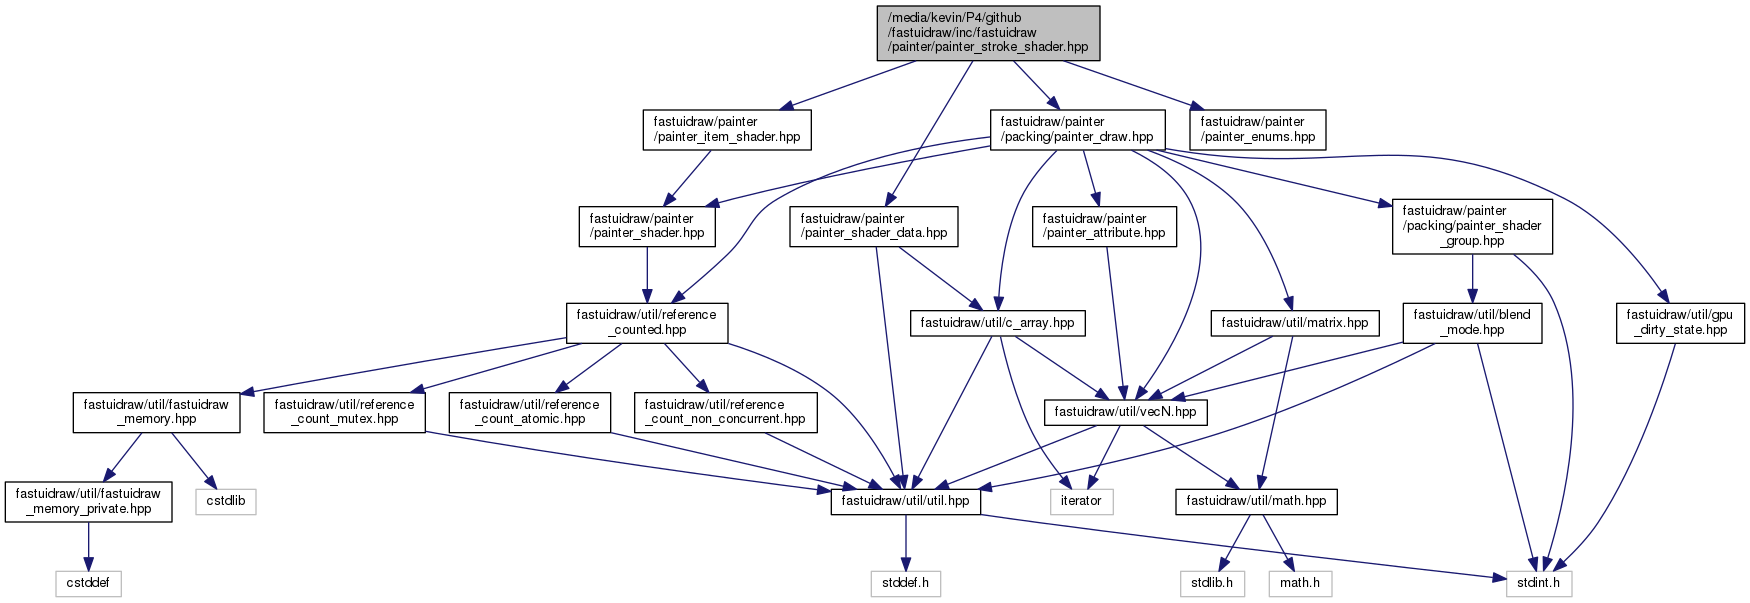 /media/kevin/P4/github
/fastuidraw/inc/fastuidraw
/painter/painter_stroke_shader.hpp
fastuidraw/painter
/painter_item_shader.hpp
fastuidraw/painter
/packing/painter_draw.hpp
fastuidraw/painter
/painter_enums.hpp
fastuidraw/painter
/painter_shader.hpp
fastuidraw/painter
/painter_shader_data.hpp
fastuidraw/painter
/painter_attribute.hpp
fastuidraw/painter
/packing/painter_shader
_group.hpp
fastuidraw/util/reference
_counted.hpp
fastuidraw/util/c_array.hpp
fastuidraw/util/matrix.hpp
fastuidraw/util/blend
_mode.hpp
fastuidraw/util/gpu
_dirty_state.hpp
fastuidraw/util/fastuidraw
_memory.hpp
fastuidraw/util/reference
_count_mutex.hpp
fastuidraw/util/reference
_count_atomic.hpp
fastuidraw/util/reference
_count_non_concurrent.hpp
fastuidraw/util/vecN.hpp
fastuidraw/util/fastuidraw
_memory_private.hpp
cstdlib
fastuidraw/util/util.hpp
iterator
fastuidraw/util/math.hpp
cstddef
stddef.h
stdlib.h
math.h
stdint.h